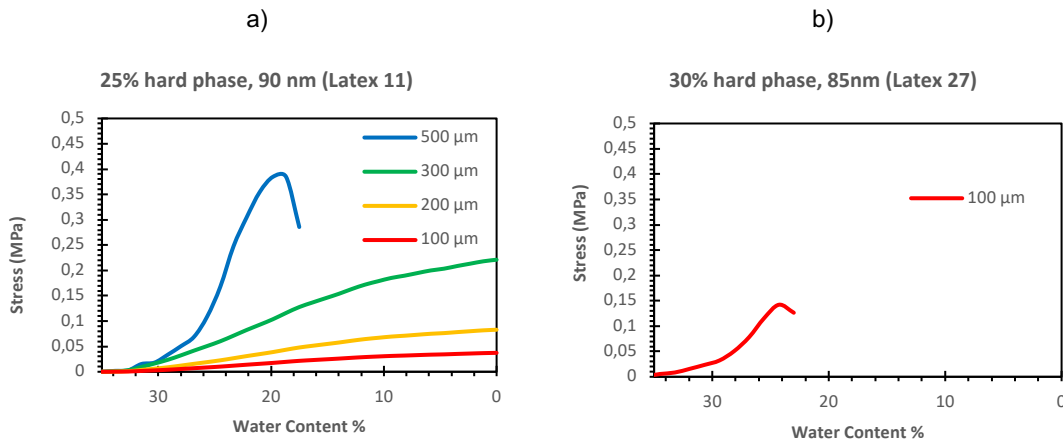 a)
25% hard phase, 90 nm (Latex 11)
Stress (MPa)
0,5
0,45
0,4
0,35
0,3
0,25
0,2
0,15
0,1
0,05
0
500 µm
300 µm
200 µm
100 µm
30 20 10 0
Water Content %
b)
30% hard phase, 85nm (Latex 27)
Stress (MPa)
0,5
0,45
0,4
0,35
0,3
0,25
0,2
0,15
0,1
0,05
0
100 µm
30 20 10 0
Water Content %